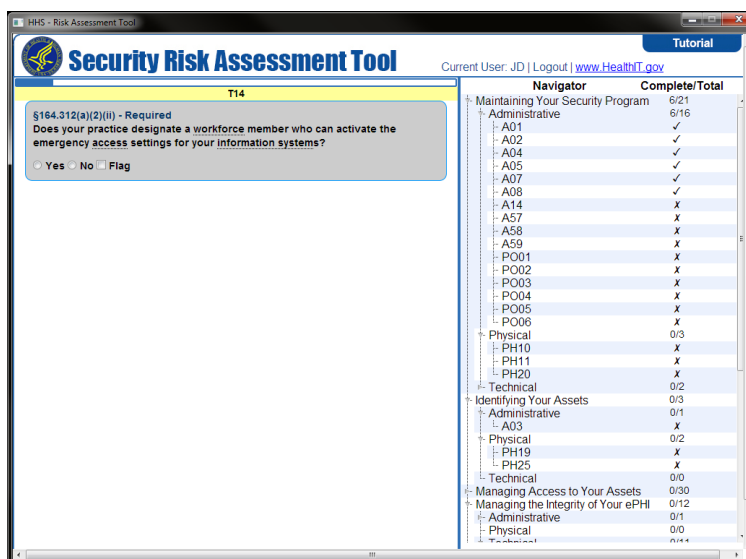 HHS - Risk Assessment Tool
Tutorial
Security Risk Assessment Tool
Current User: JD | Logout | www.HealthIT.gov
T14
§164.312(a)(2)(ii) - Required
Does your practice designate a workforce member who can activate the
emergency access settings for your information systems?
Yes No Flag
Navigator Complete/Total
Maintaining Your Security Program 6/21
Administrative 6/16
A01 ✓
A02 ✓
A04 ✓
A05 ✓
A07 ✓
A08 ✓
A14 ✗
A57 ✗
A58 ✗
A59 ✗
PO01 ✗
PO02 ✗
PO03 ✗
PO04 ✗
PO05 ✗
PO06 ✗
Physical 0/3
PH10 ✗
PH11 ✗
PH20 ✗
Technical 0/2
Identifying Your Assets 0/3
Administrative 0/1
A03 ✗
Physical 0/2
PH19 ✗
PH25 ✗
Technical 0/0
Managing Access to Your Assets 0/30
Managing the Integrity of Your ePHI 0/12
Administrative 0/1
Physical 0/0
Technical 0/11